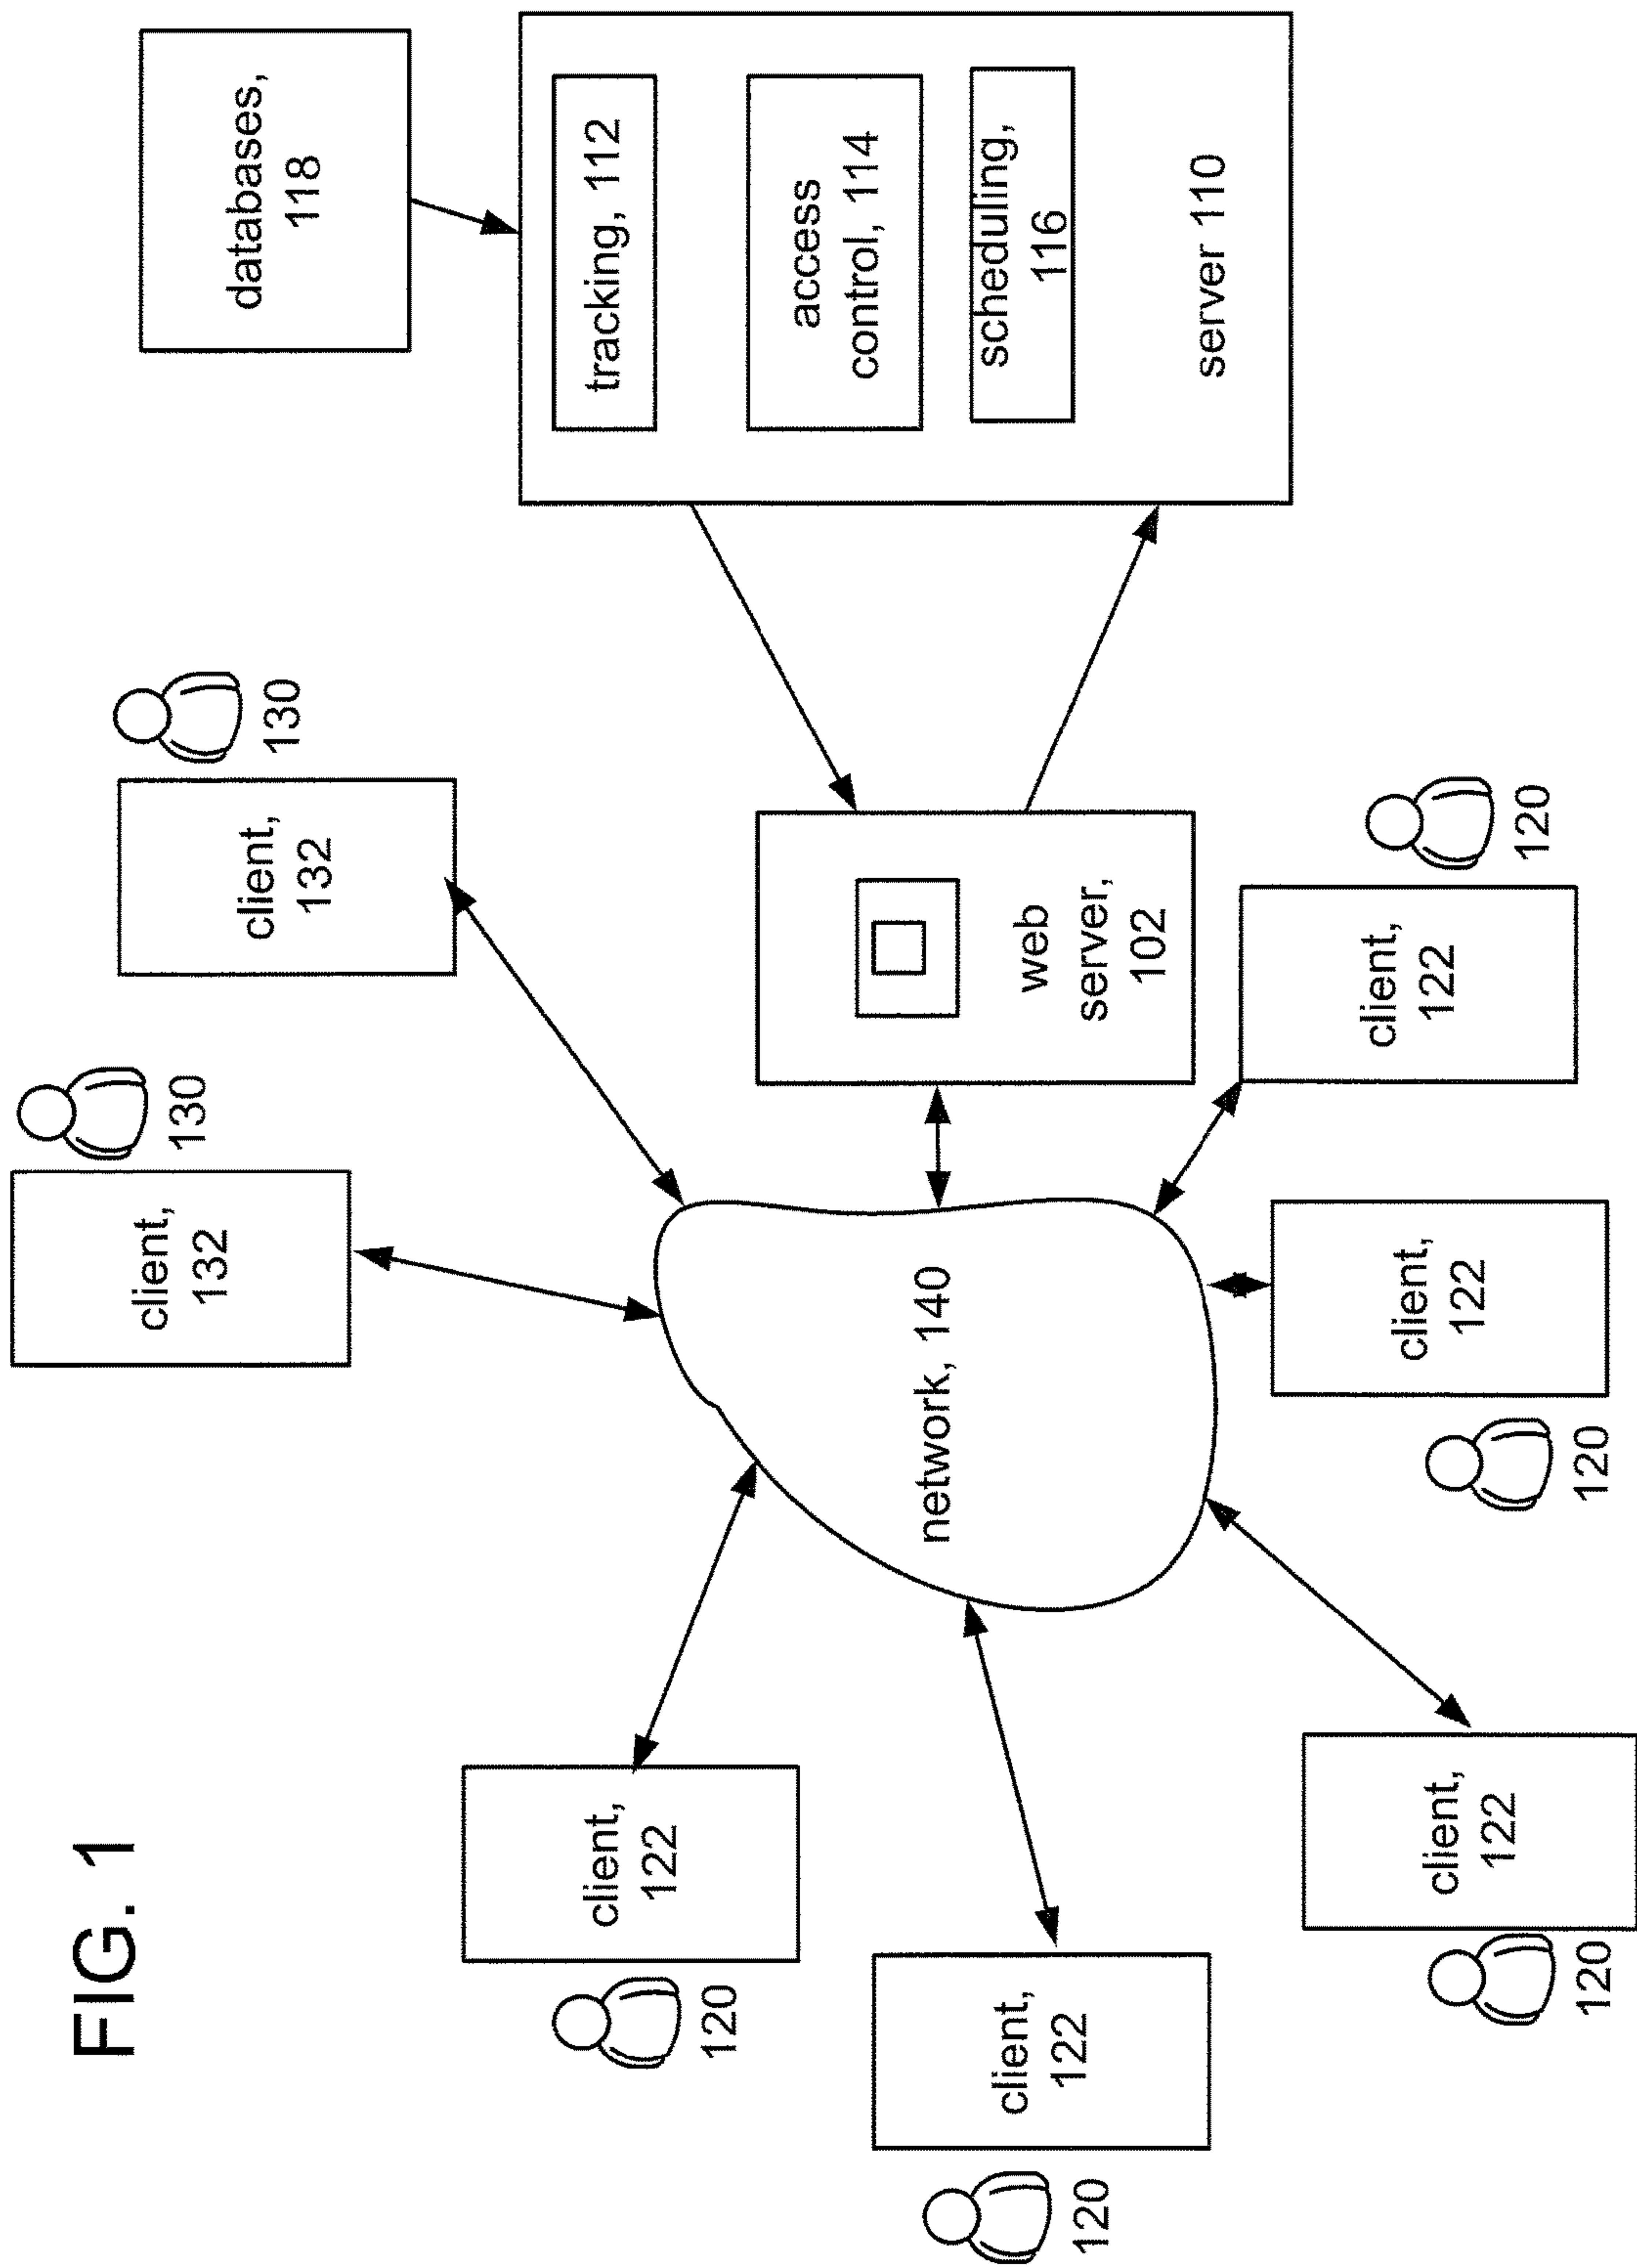 FIG. 1
client,
132
130
client,
132
130
databases,
118
tracking, 112
access
control, 114
scheduling,
116
server 110
client,
122
120
network, 140
web
server,
102
client,
122
120
client,
122
120
client,
122
120
client,
122
120